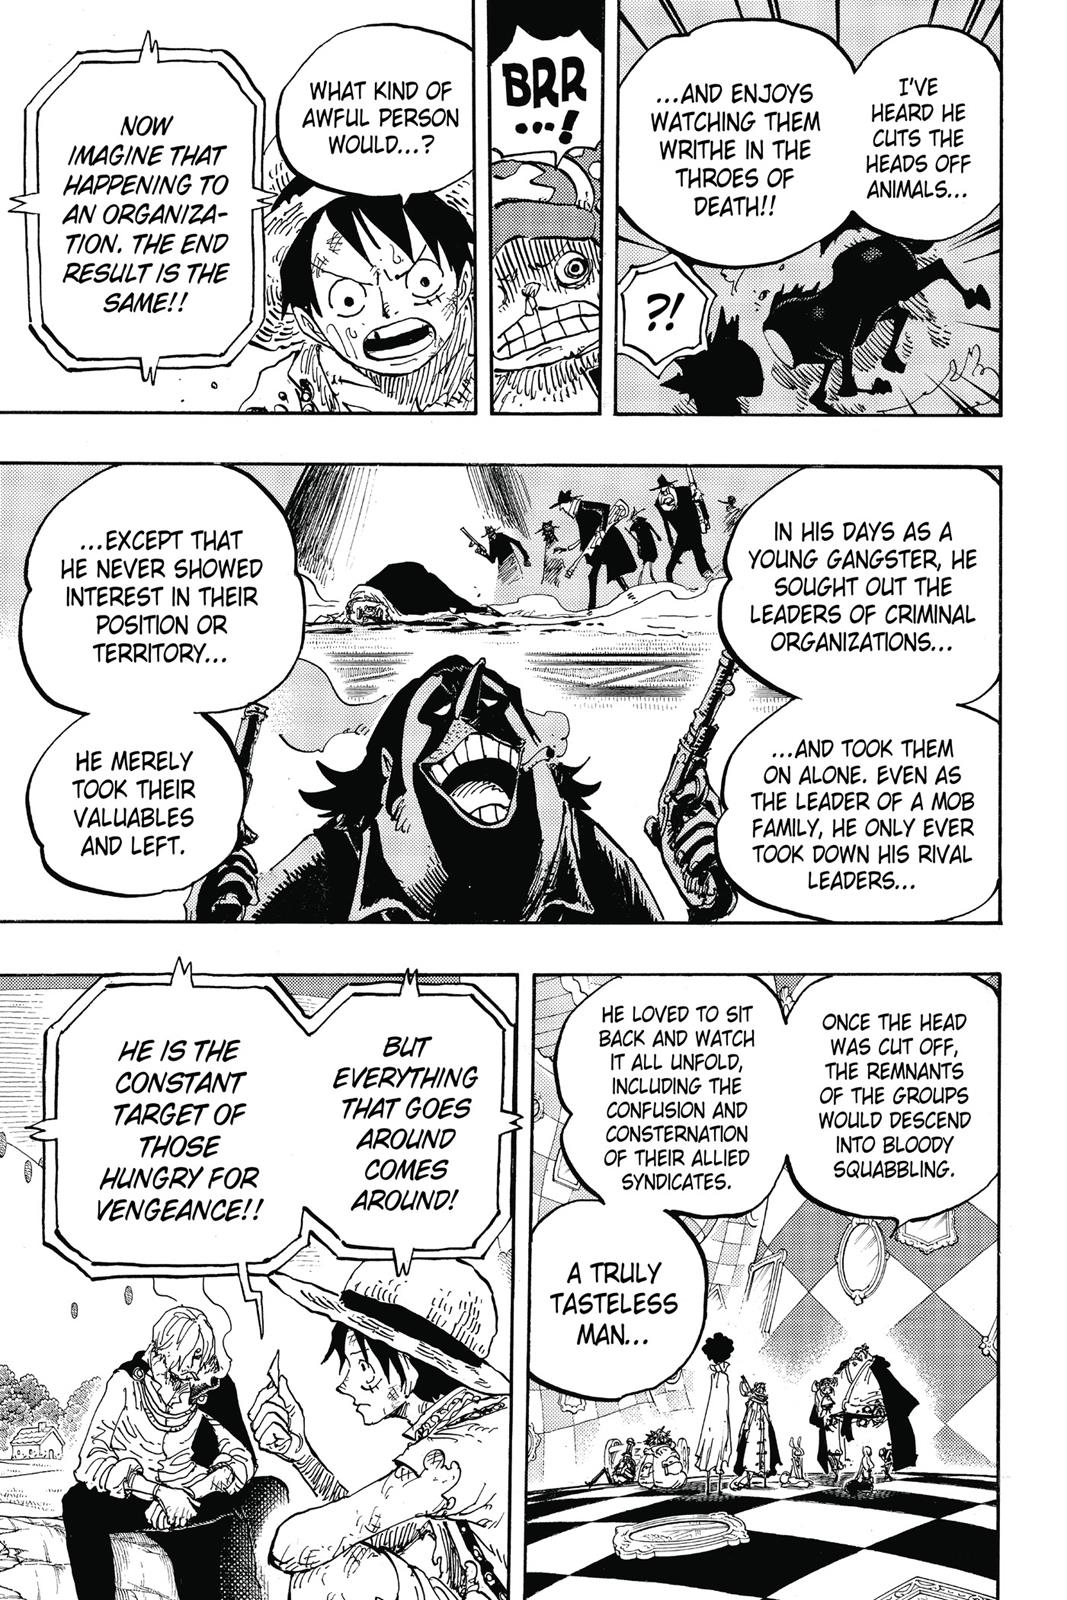 I'VE
HEARD HE
CUTS THE
HEADS OFF
ANIMALS...
...AND ENJOYS
WATCHING THEM
WRITHE IN THE
THROES OF
DEATH!!
?!
BRR
...!
WHAT KIND OF
AWFUL PERSON
WOULD...?
NOW
IMAGINE THAT
HAPPENING TO
AN ORGANIZA-
TION. THE END
RESULT IS THE
SAME!!
IN HIS DAYS AS A
YOUNG GANGSTER, HE
SOUGHT OUT THE
LEADERS OF CRIMINAL
ORGANIZATIONS...
...AND TOOK THEM
ON ALONE. EVEN AS
THE LEADER OF A MOB
FAMILY, HE ONLY EVER
TOOK DOWN HIS RIVAL
LEADERS...
...EXCEPT THAT
HE NEVER SHOWED
INTEREST IN THEIR
POSITION OR
TERRITORY...
HE MERELY
TOOK THEIR
VALUABLES
AND LEFT.
ONCE THE HEAD
WAS CUT OFF,
THE REMNANTS
OF THE GROUPS
WOULD DESCEND
INTO BLOODY
SQUABBLING.
HE LOVED TO SIT
BACK AND WATCH
IT ALL UNFOLD,
INCLUDING THE
CONFUSION AND
CONSTERNATION
OF THEIR ALLIED
SYNDICATES.
A TRULY
TASTELESS
MAN...
BUT
EVERYTHING
THAT GOES
AROUND
COMES
AROUND!
HE IS THE
CONSTANT
TARGET OF
THOSE
HUNGRY FOR
VENGEANCE!!